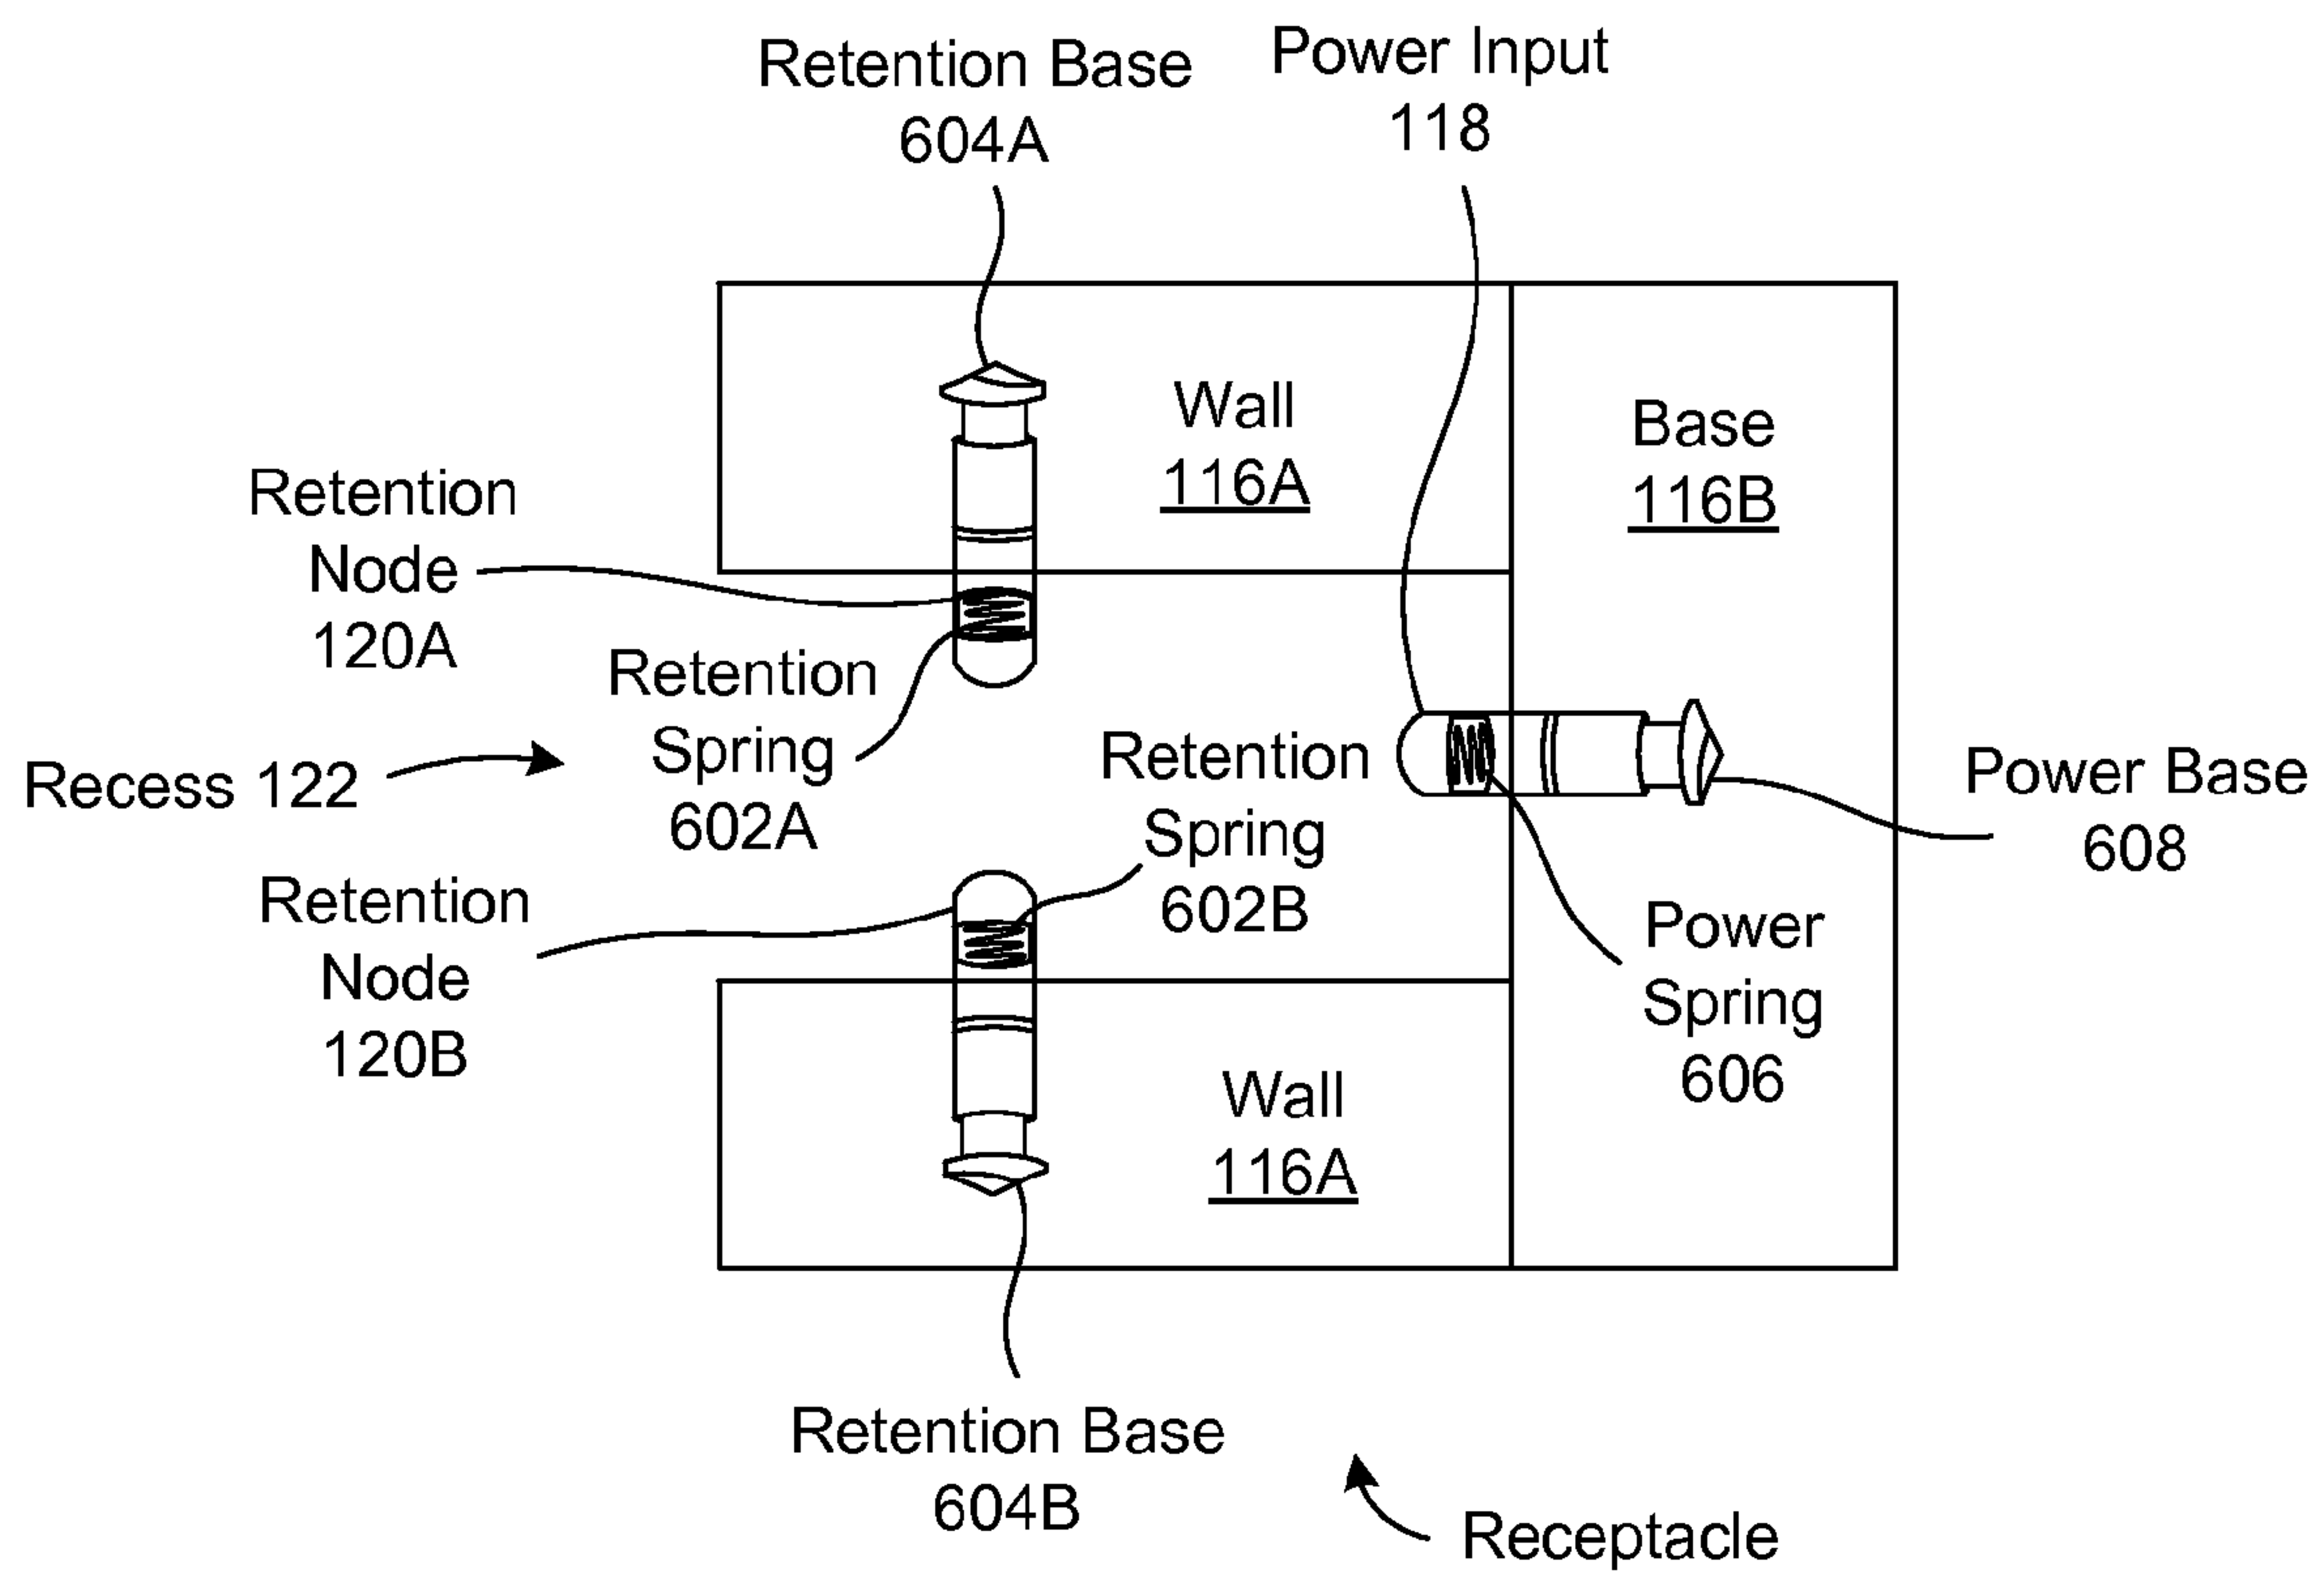 Retention Base
604A
Power Input
118
Wall
116A
Base
116B
Retention
Node
120A
Retention
Spring
602A
Recess 122
Retention
Spring
602B
Power Base
608
Retention
Node
120B
Power
Spring
606
Wall
116A
Retention Base
604B
Receptacle